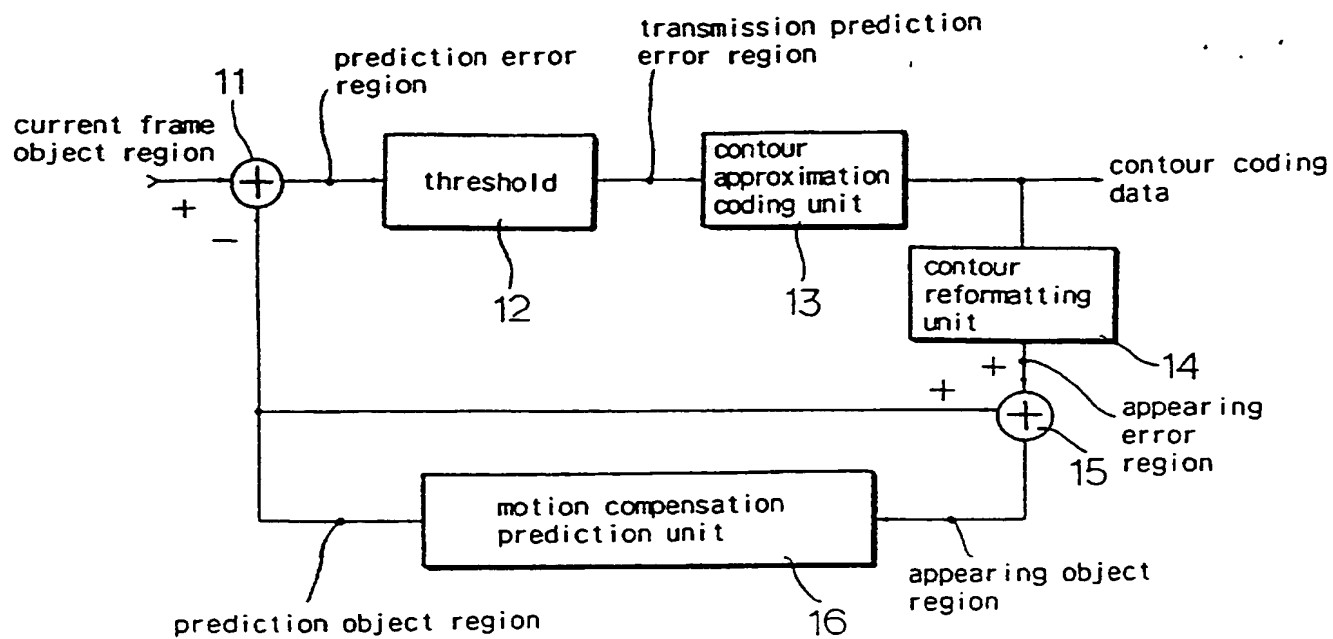 transmission prediction
error region
prediction error
region
11
current frame
object region
+
+
−
threshold
12
contour
approximation
coding unit
13
contour coding
data
contour
reformatting
unit
14
+
+
+
15
appearing
error
region
motion compensation
prediction unit
16
prediction object region
appearing object
region